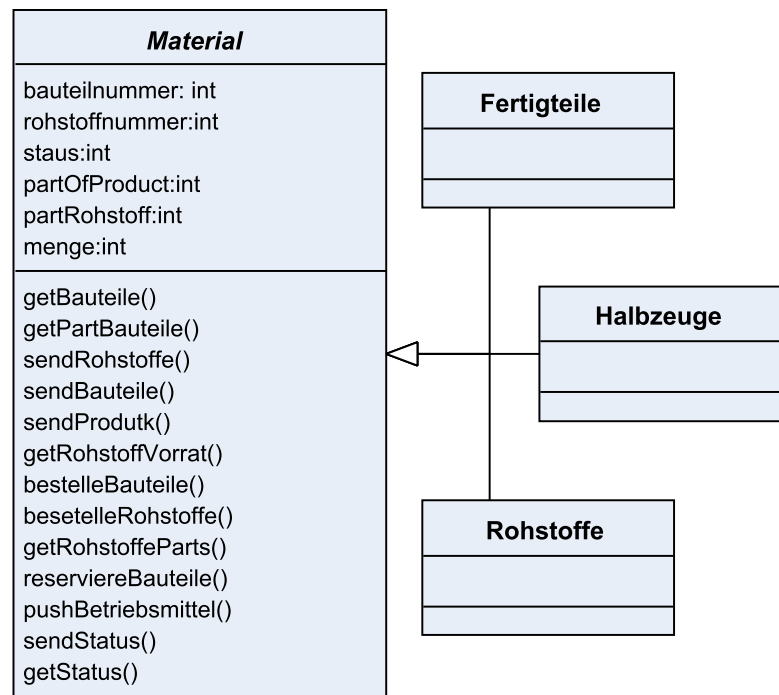 Material
bauteilnummer: int
rohstoffnummer:int
staus:int
partOfProduct:int
partRohstoff:int
menge:int
getBauteile()
getPartBauteile()
sendRohstoffe()
sendBauteile()
sendProdutk()
getRohstoffVorrat()
bestelleBauteile()
besetelleRohstoffe()
getRohstoffeParts()
reserviereBauteile()
pushBetriebsmittel()
sendStatus()
getStatus()
Fertigteile
Halbzeuge
Rohstoffe